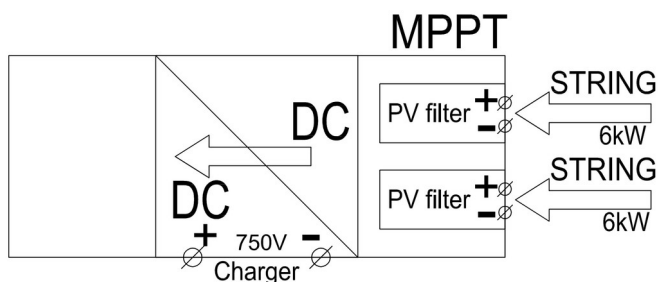 MPPT
STRING
PV filter + -
6kW
DC
STRING
PV filter + -
6kW
DC
+ 750V -
Charger